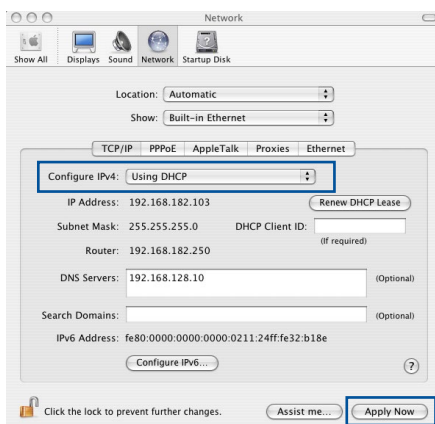 Network
Show All Displays Sound Network Startup Disk
Location: Automatic
Show: Built-in Ethernet
TCP/IP PPPoE AppleTalk Proxies Ethernet
Configure IPv4: Using DHCP
IP Address: 192.168.182.103 Renew DHCP Lease
Subnet Mask: 255.255.255.0 DHCP Client ID:
(If required)
Router: 192.168.182.250
DNS Servers: 192.168.128.10 (Optional)
Search Domains: (Optional)
IPv6 Address: fe80:0000:0000:0000:0211:24ff:fe32:b18e
Configure IPv6...
?
Click the lock to prevent further changes. Assist me... Apply Now